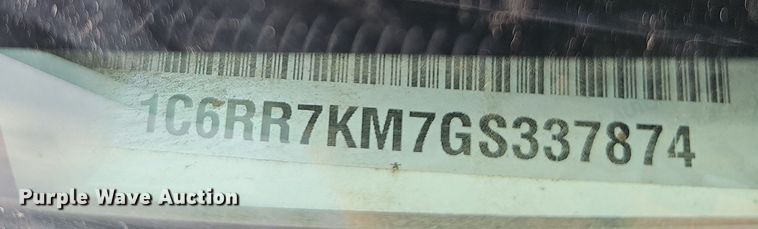 1C6RR7KM7GS337874
Purple Wave Auction